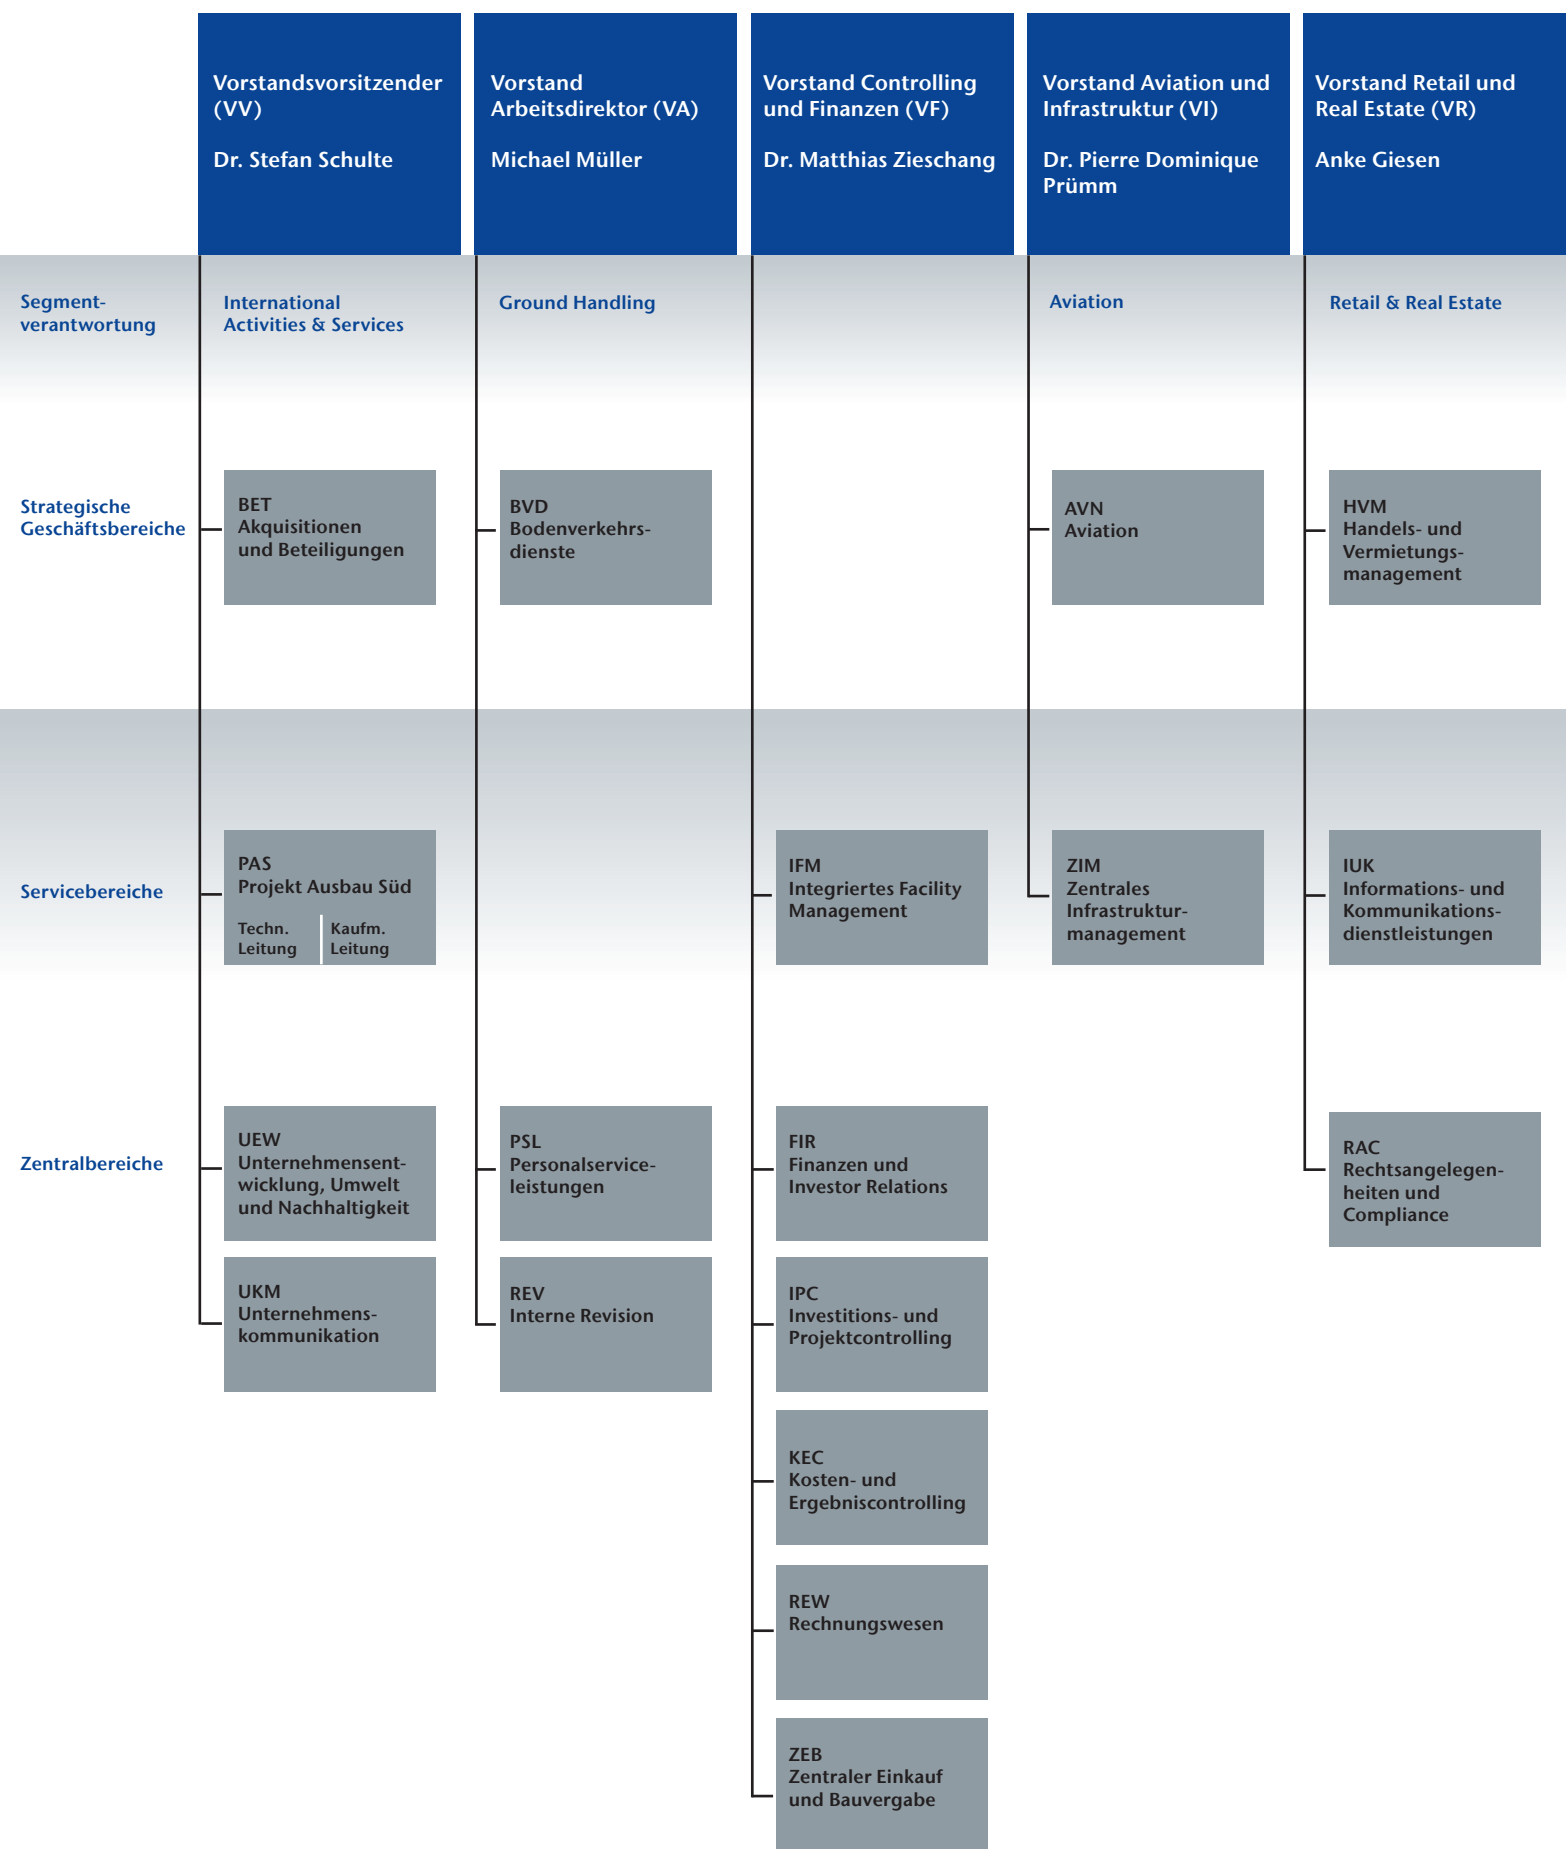 Vorstandsvorsitzender
(VV)
Dr. Stefan Schulte
Vorstand
Arbeitsdirektor (VA)
Michael Müller
Vorstand Controlling
und Finanzen (VF)
Dr. Matthias Zieschang
Vorstand Aviation und
Infrastruktur (VI)
Dr. Pierre Dominique
Prümm
Vorstand Retail und
Real Estate (VR)
Anke Giesen
Segment-
verantwortung
International
Activities & Services
Ground Handling
Aviation
Retail & Real Estate
Strategische
Geschäftsbereiche
BET
Akquisitionen
und Beteiligungen
BVD
Bodenverkehrs-
dienste
AVN
Aviation
HVM
Handels- und
Vermietungs-
management
Servicebereiche
PAS
Projekt Ausbau Süd
Techn.
Leitung
Kaufm.
Leitung
IFM
Integriertes Facility
Management
ZIM
Zentrales
Infrastruktur-
management
IUK
Informations- und
Kommunikations-
dienstleistungen
Zentralbereiche
UEW
Unternehmensent-
wicklung, Umwelt
und Nachhaltigkeit
PSL
Personalservice-
leistungen
FIR
Finanzen und
Investor Relations
RAC
Rechtsangelegen-
heiten und
Compliance
UKM
Unternehmens-
kommunikation
REV
Interne Revision
IPC
Investitions- und
Projektcontrolling
KEC
Kosten- und
Ergebniscontrolling
REW
Rechnungswesen
ZEB
Zentraler Einkauf
und Bauvergabe